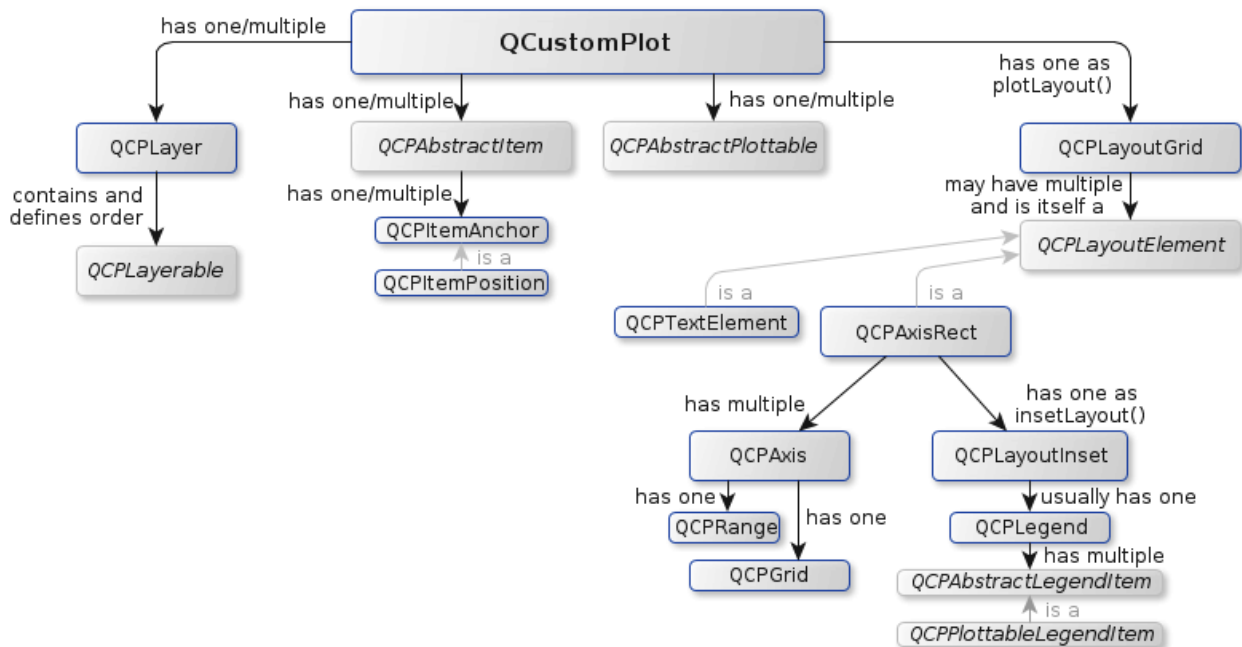 has one/multiple
QCustomPlot
has one as
plotLayout()
has one/multiple
has one/multiple
QCPLayer
QCPAbstractItem
QCPAbstractPlottable
QCPLayoutGrid
contains and
defines order
has one/multiple
may have multiple
and is itself a
QCPItemAnchor
QCPLayoutElement
is a
QCPLayerable
QCPItemPosition
is a
is a
QCPTextElement
QCPAxisRect
has multiple
has one as
insetLayout()
QCPAxis
QCPLayoutInset
has one
usually has one
QCPRange
has one
QCPLegend
has multiple
QCPGrid
QCPAbstractLegendItem
is a
QCPPlottableLegendItem